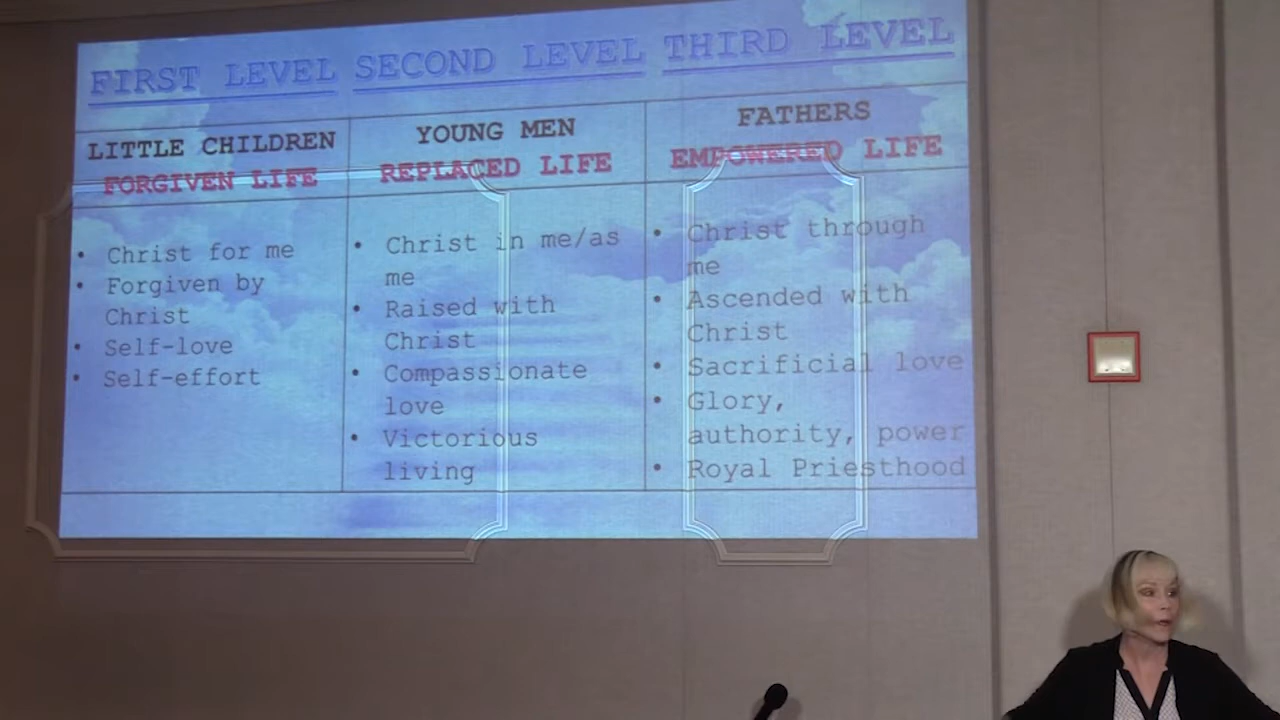 FIRST LEVEL
SECOND LEVEL
THIRD LEVEL
LITTLE CHILDREN
FORGIVEN LIFE
• Christ for me
• Forgiven by
Christ
• Self-love
• Self-effort
YOUNG MEN
REPLACED LIFE
• Christ in me/as
me
• Raised with
Christ
• Compassionate
love
• Victorious
living
FATHERS
EMPOWERED LIFE
• Christ through
me
• Ascended with
Christ
• Sacrificial love
• Glory,
authority, power
• Royal Priesthood